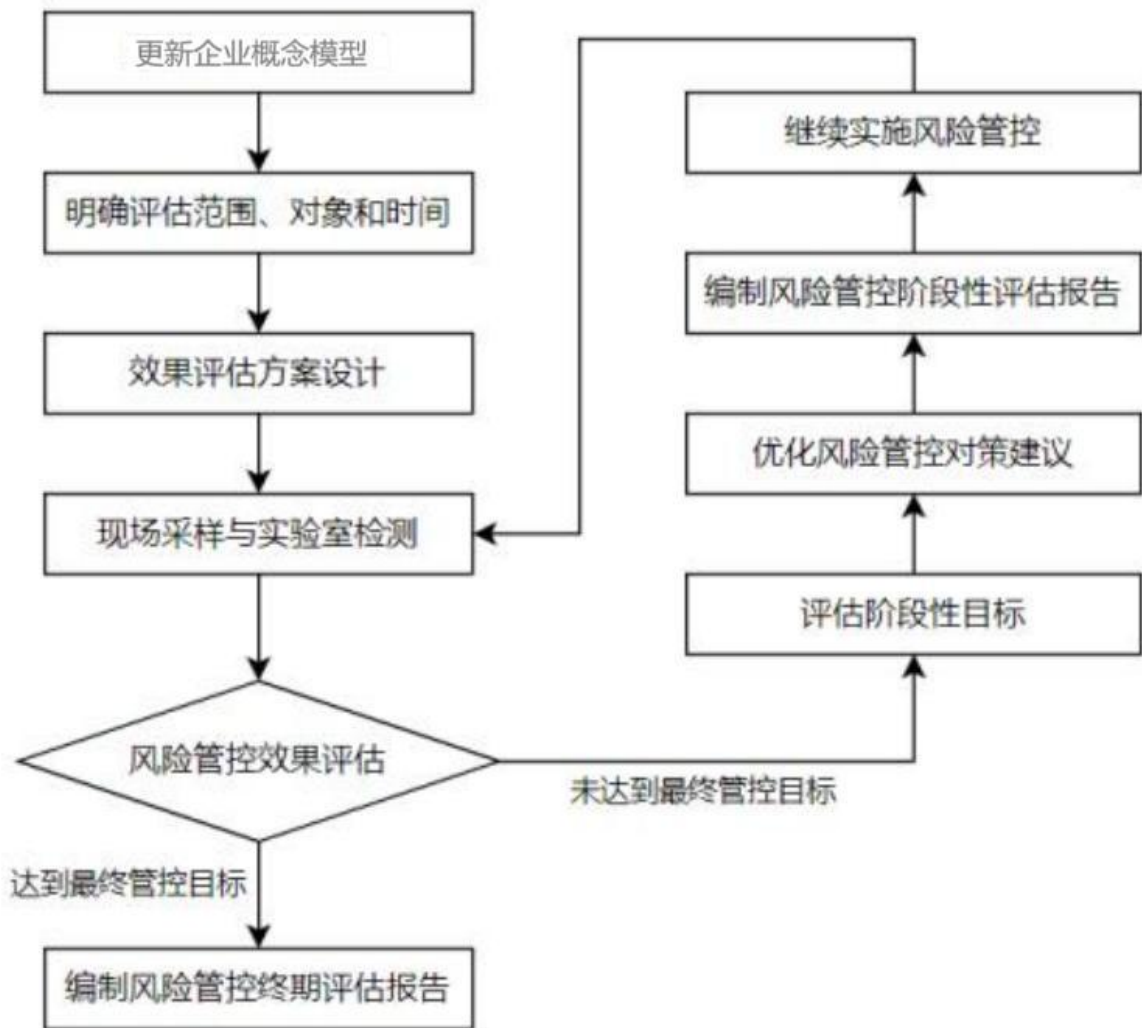 更新企业概念模型
明确评估范围、对象和时间
效果评估方案设计
现场采样与实验室检测
风险管控效果评估
达到最终管控目标
编制风险管控终期评估报告
未达到最终管控目标
评估阶段性目标
优化风险管控对策建议
编制风险管控阶段性评估报告
继续实施风险管控